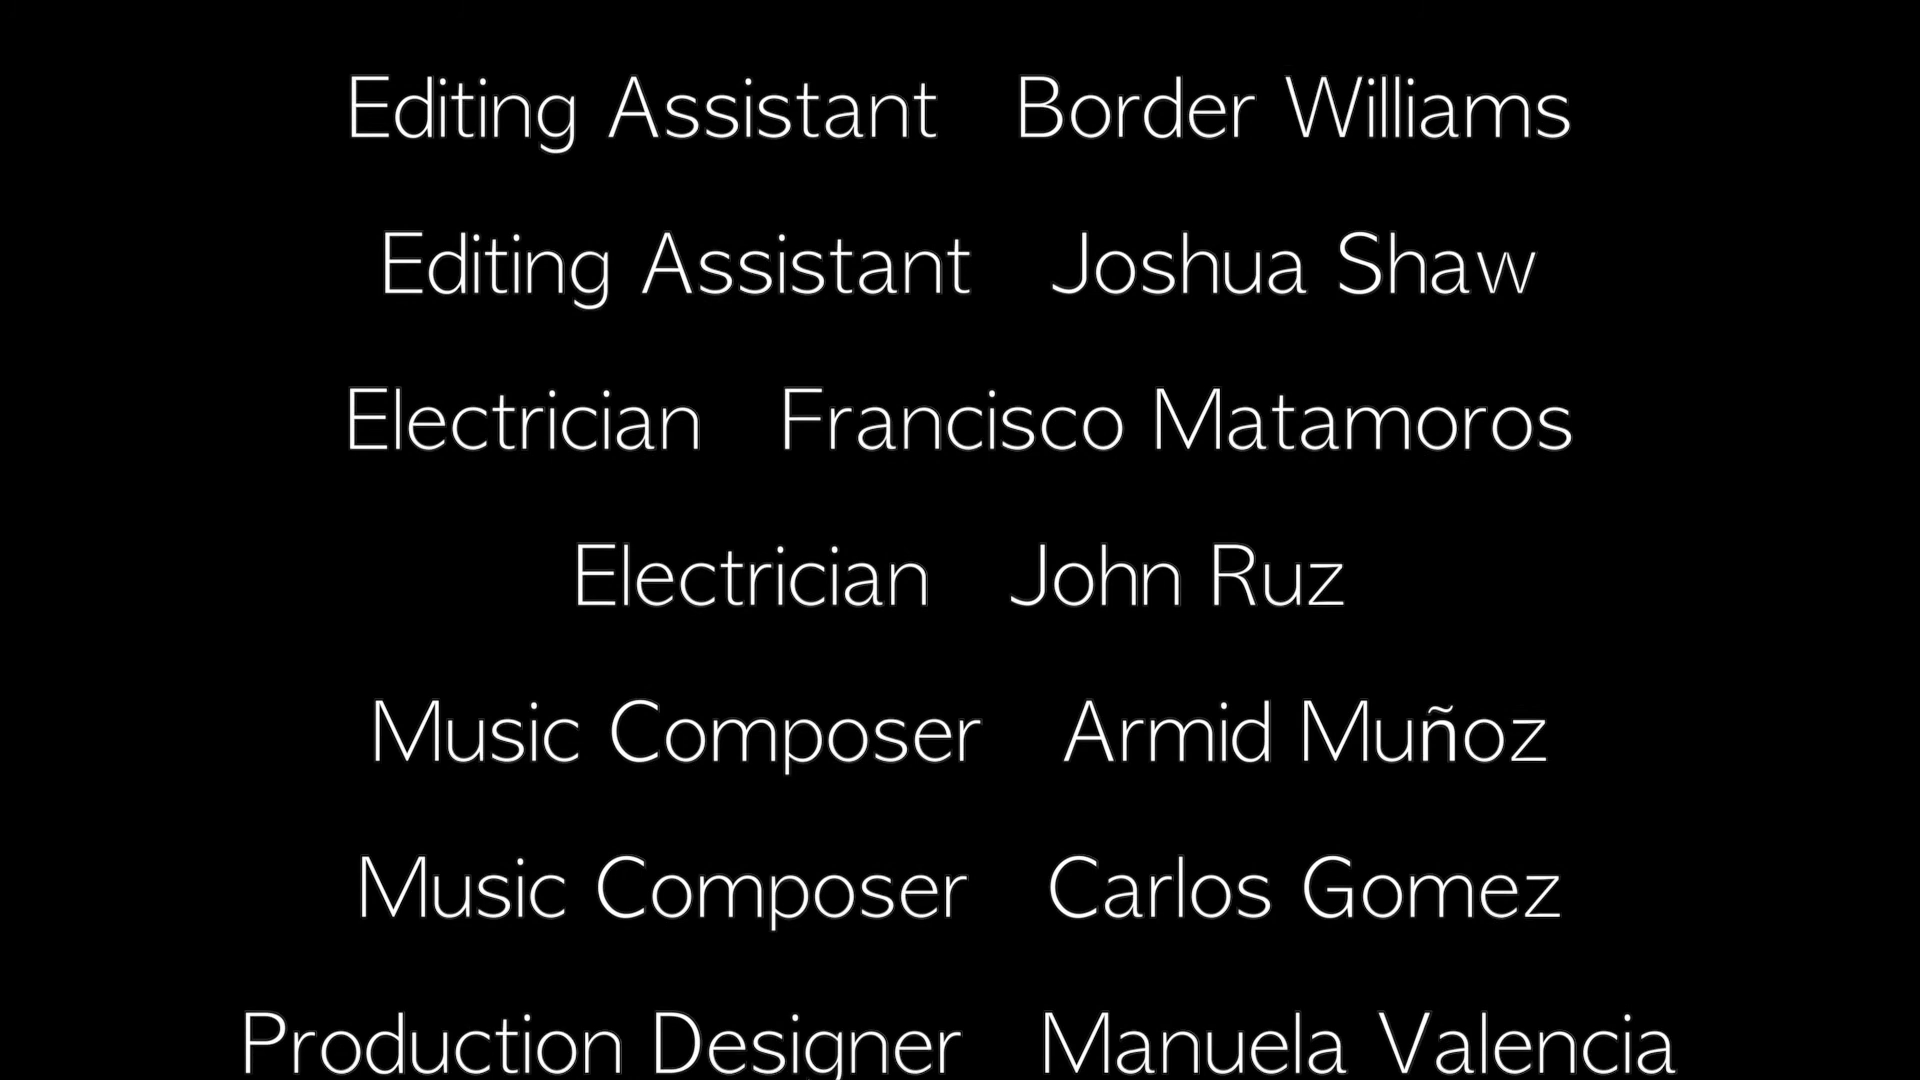 Editing Assistant Border Williams
Editing Assistant Joshua Shaw
Electrician Francisco Matamoros
Electrician John Ruz
Music Composer Armid Muñoz
Music Composer Carlos Gomez
Production Designer Manuela Valencia